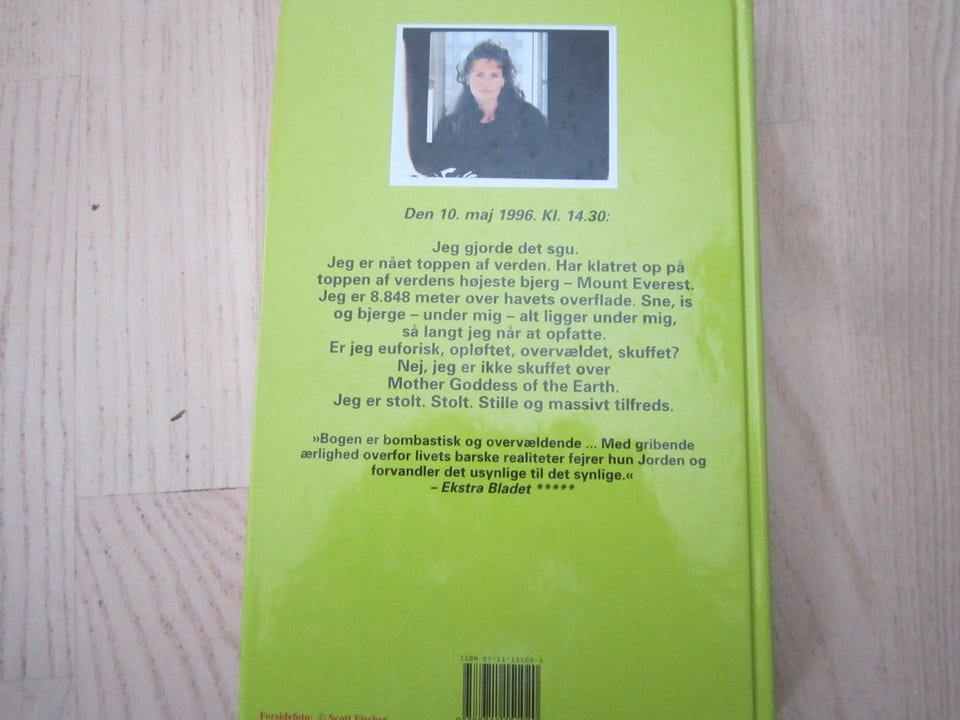 Den 10. maj 1996. Kl. 14.30:
Jeg gjorde det sgu.
Jeg er nået toppen af verden. Har klatret op på
toppen af verdens højeste bjerg – Mount Everest.
Jeg er 8.848 meter over havets overflade. Sne, is
og bjerge – under mig – alt ligger under mig,
så langt jeg når at opfatte.
Er jeg euforisk, opløftet, overvældet, skuffet?
Nej, jeg er ikke skuffet over
Mother Goddess of the Earth.
Jeg er stolt. Stolt. Stille og massivt tilfreds.
»Bogen er bombastisk og overvældende ... Med gribende
ærlighed overfor livets barske realiteter fejrer hun Jorden og
forvandler det usynlige til det synlige.«
– Ekstra Bladet *****
ISBN 87-11-15102-1
Forsidefoto: © Scott Fischer